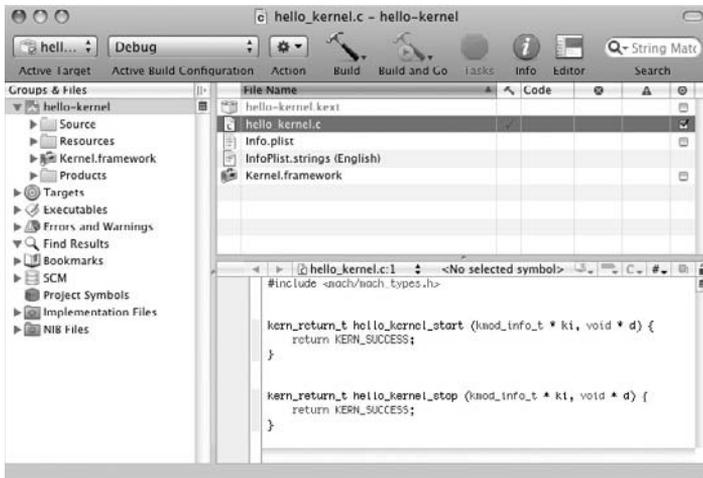 hello_kernel.c – hello-kernel
hell...
Debug
String Matc
Active Target
Active Build Configuration
Action
Build
Build and Go
Tasks
Info
Editor
Search
Groups & Files
hello-kernel
Source
Resources
Kernel.framework
Products
Targets
Executables
Errors and Warnings
Find Results
Bookmarks
SCM
Project Symbols
Implementation Files
NIB Files
File Name
Code
hello-kernel.kext
hello_kernel.c
Info.plist
InfoPlist.strings (English)
Kernel.framework
hello_kernel.c:1
<No selected symbol>
C
#
#include <mach/mach_types.h>
kern_return_t hello_kernel_start (kmod_info_t * ki, void * d) {
return KERN_SUCCESS;
}
kern_return_t hello_kernel_stop (kmod_info_t * ki, void * d) {
return KERN_SUCCESS;
}